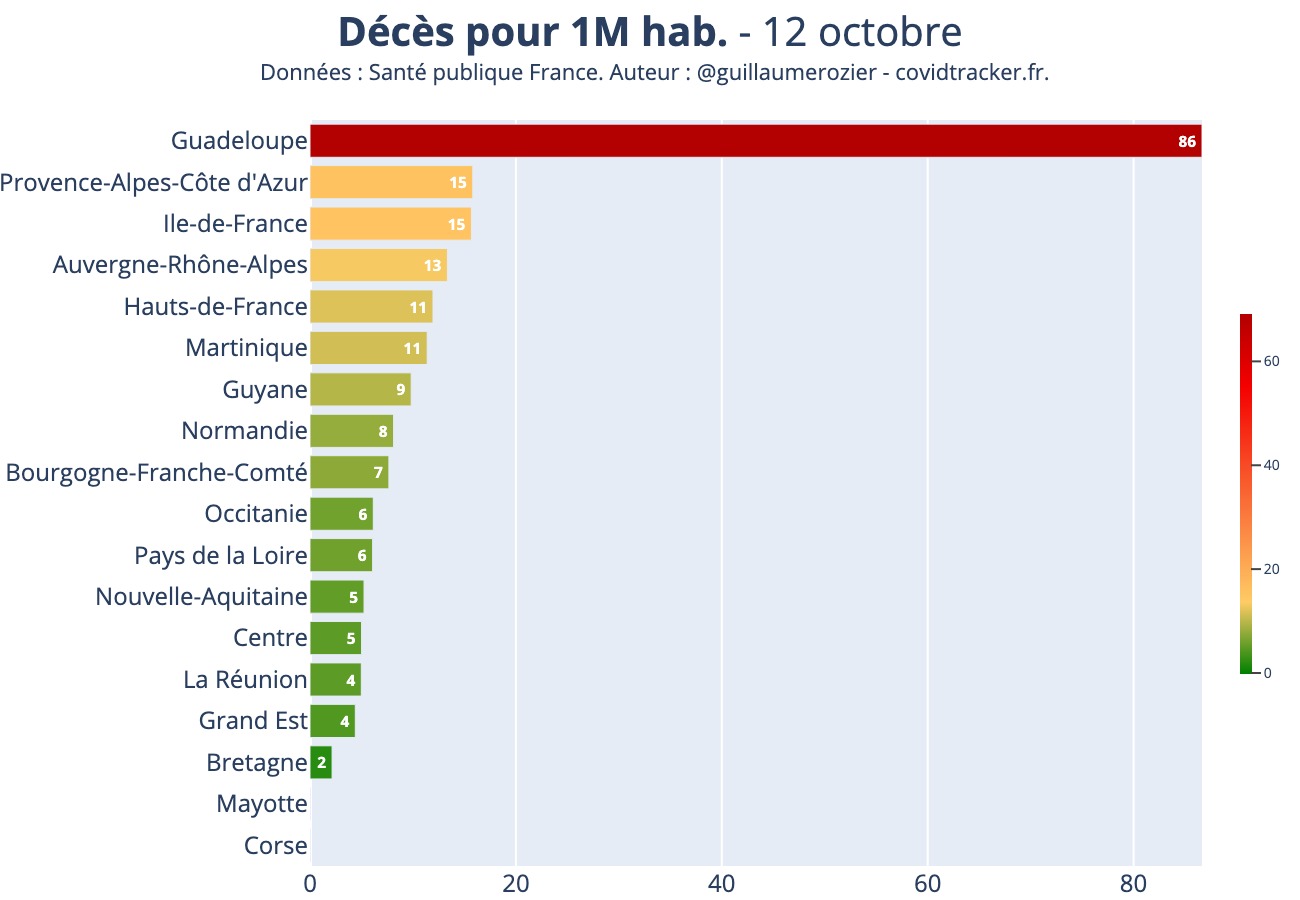 Décès pour 1M hab. - 12 octobre
Données : Santé publique France. Auteur : @guillaumerozier - covidtracker.fr.
Guadeloupe 86
Provence-Alpes-Côte d'Azur 15
Ile-de-France 15
Auvergne-Rhône-Alpes 13
Hauts-de-France 11
Martinique 11
Guyane 9
Normandie 8
Bourgogne-Franche-Comté 7
Occitanie 6
Pays de la Loire 6
Nouvelle-Aquitaine 5
Centre 5
La Réunion 4
Grand Est 4
Bretagne 2
Mayotte
Corse
0 20 40 60 80
60
40
20
0